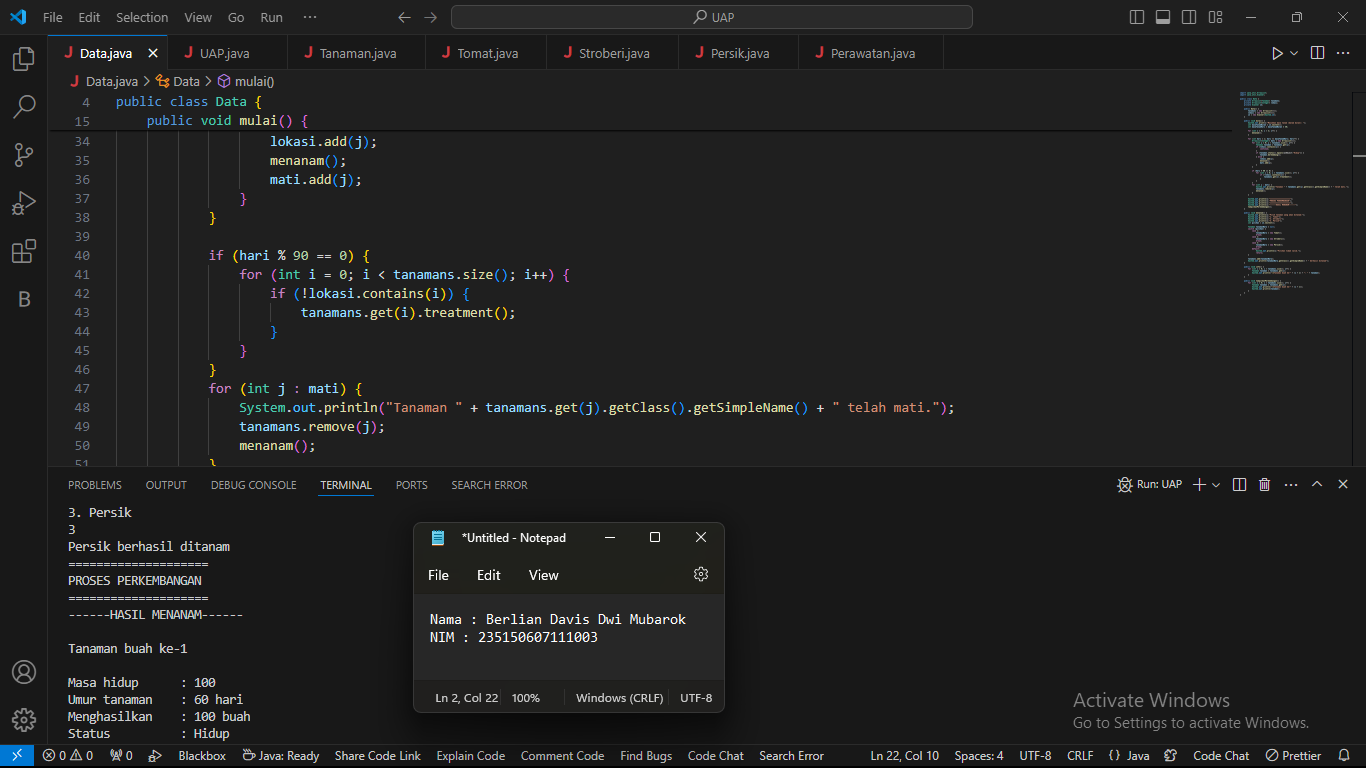 File Edit Selection View Go Run ··· UAP
Data.java UAP.java Tanaman.java Tomat.java Stroberi.java Persik.java Perawatan.java
Data.java > Data > mulai()
4 public class Data {
15 public void mulai() {
34 lokasi.add(j);
35 menanam();
36 mati.add(j);
37 }
38 }
39
40 if (hari % 90 == 0) {
41 for (int i = 0; i < tanamans.size(); i++) {
42 if (!lokasi.contains(i)) {
43 tanamans.get(i).treatment();
44 }
45 }
46 }
47 for (int j : mati) {
48 System.out.println("Tanaman " + tanamans.get(j).getClass().getSimpleName() + " telah mati.");
49 tanamans.remove(j);
50 menanam();
51 }
PROBLEMS OUTPUT DEBUG CONSOLE TERMINAL PORTS SEARCH ERROR Run: UAP
3. Persik
3
Persik berhasil ditanam
====================
PROSES PERKEMBANGAN
====================
------HASIL MENANAM------
Tanaman buah ke-1
Masa hidup : 100
Umur tanaman : 60 hari
Menghasilkan : 100 buah
Status : Hidup
*Untitled - Notepad
File Edit View
Nama : Berlian Davis Dwi Mubarok
NIM : 235150607111003
Ln 2, Col 22 100% Windows (CRLF) UTF-8
Activate Windows
Go to Settings to activate Windows.
0 0 0 Blackbox Java: Ready Share Code Link Explain Code Comment Code Find Bugs Code Chat Search Error Ln 22, Col 10 Spaces: 4 UTF-8 CRLF {} Java Code Chat Prettier